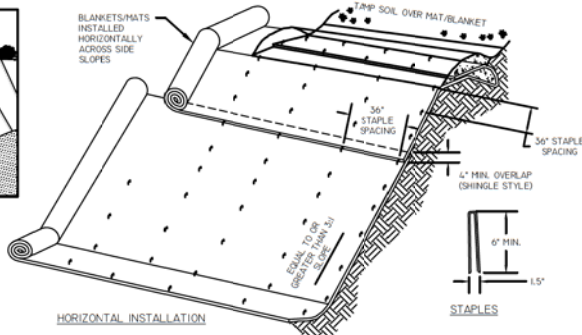 BLANKETS/MATS
INSTALLED
HORIZONTALLY
ACROSS SIDE
SLOPES
TAMP SOIL OVER MAT/BLANKET
36"
STAPLE
SPACING
36" STAPLE
SPACING
4" MIN. OVERLAP
(SHINGLE STYLE)
EQUAL TO OR
GREATER THAN 3:1
SLOPE
6" MIN.
1.5"
HORIZONTAL INSTALLATION
STAPLES